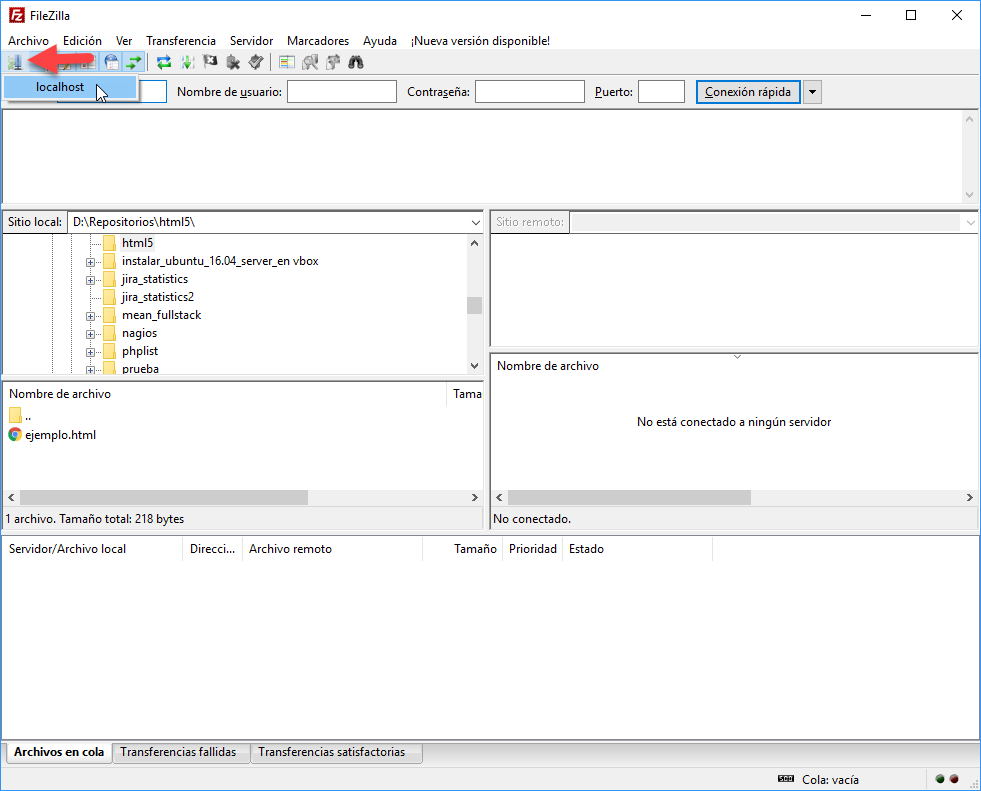 FileZilla
Archivo Edición Ver Transferencia Servidor Marcadores Ayuda ¡Nueva versión disponible!
localhost
Nombre de usuario: Contraseña: Puerto: Conexión rápida
Sitio local: D:\Repositorios\html5\
html5
instalar_ubuntu_16.04_server_en vbox
jira_statistics
jira_statistics2
mean_fullstack
nagios
phplist
prueba
Nombre de archivo Tama
..
ejemplo.html
1 archivo. Tamaño total: 218 bytes
Sitio remoto:
Nombre de archivo
No está conectado a ningún servidor
No conectado.
Servidor/Archivo local Direcci... Archivo remoto Tamaño Prioridad Estado
Archivos en cola Transferencias fallidas Transferencias satisfactorias
Cola: vacía